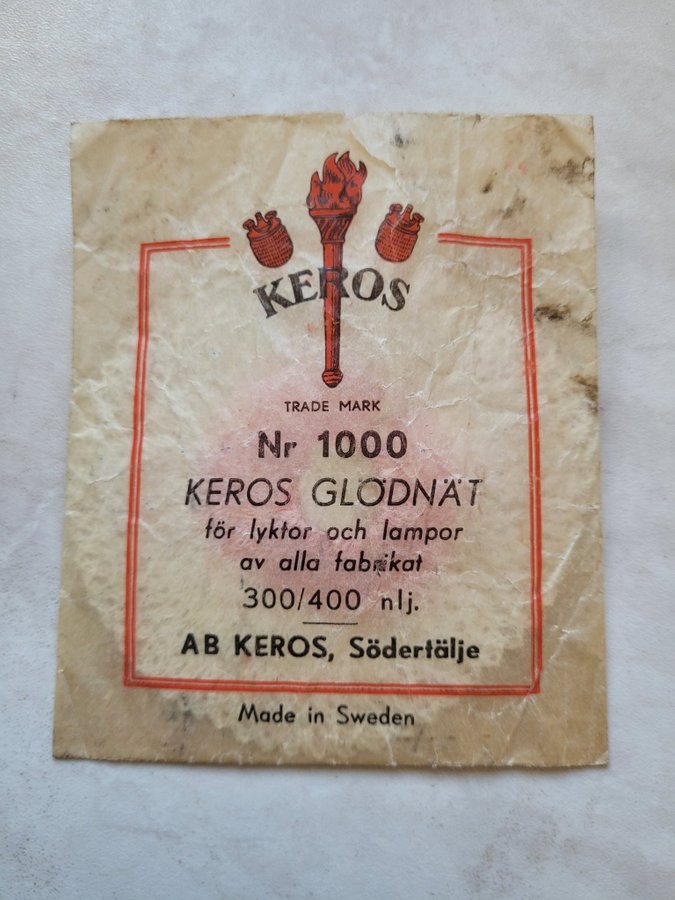 KEROS
TRADE MARK
Nr 1000
KEROS GLÖDNÄT
för lyktor och lampor
av alla fabrikat
300/400 nlj.
AB KEROS, Södertälje
Made in Sweden